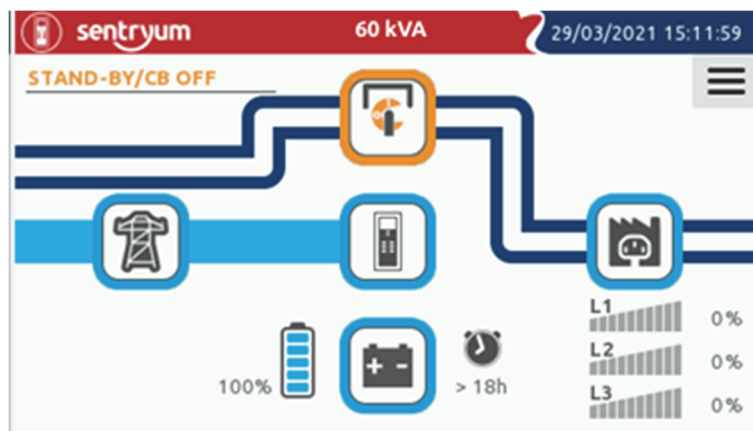 sentryum
60 kVA
29/03/2021 15:11:59
STAND-BY/CB OFF
100%
> 18h
L1
0%
L2
0%
L3
0%